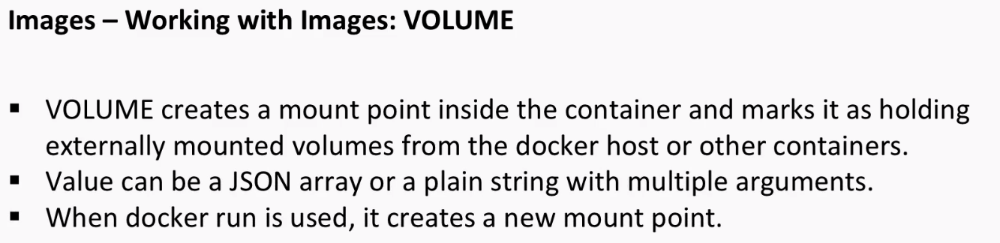 Images – Working with Images: VOLUME
▪ VOLUME creates a mount point inside the container and marks it as holding
externally mounted volumes from the docker host or other containers.
▪ Value can be a JSON array or a plain string with multiple arguments.
▪ When docker run is used, it creates a new mount point.